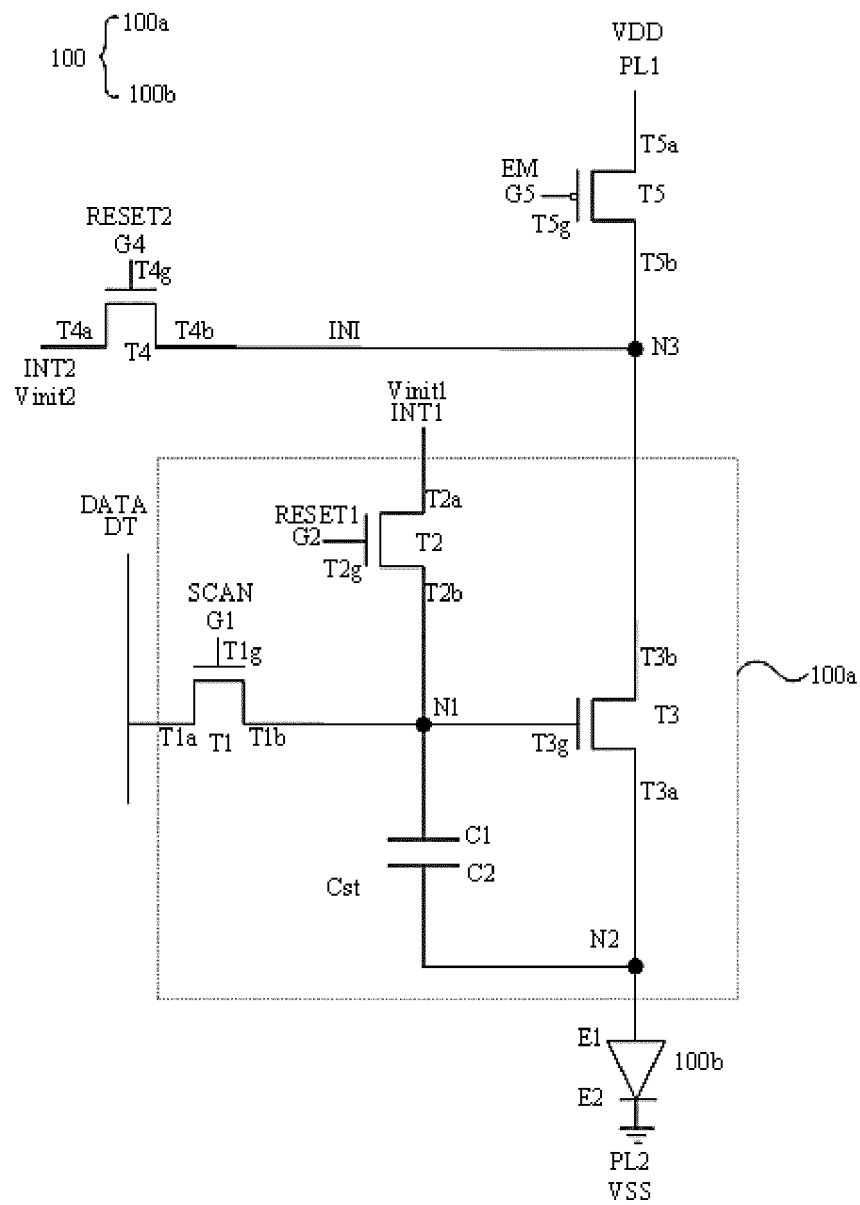 100a
100
100b
VDD
PL1
T5a
EM
G5
T5
T5g
T5b
RESET2
G4
T4g
T4a
T4b
INI
T4
N3
INT2
Vinit2
Vinit1
INT1
DATA
DT
T2a
RESET1
G2
T2
T2g
T2b
SCAN
G1
T1g
T3b
100a
N1
T3
T1a
T1
T1b
T3g
T3a
C1
C2
Cst
N2
E1
100b
E2
PL2
VSS